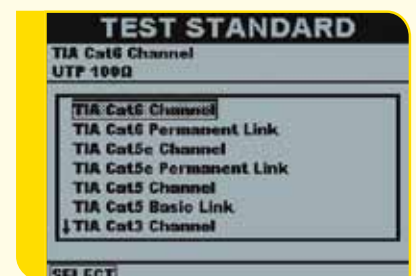 TEST STANDARD
TIA Cat6 Channel
UTP 100Ω
TIA Cat6 Channel
TIA Cat6 Permanent Link
TIA Cat5e Channel
TIA Cat5e Permanent Link
TIA Cat5 Channel
TIA Cat5 Basic Link
↓TIA Cat3 Channel
SELECT